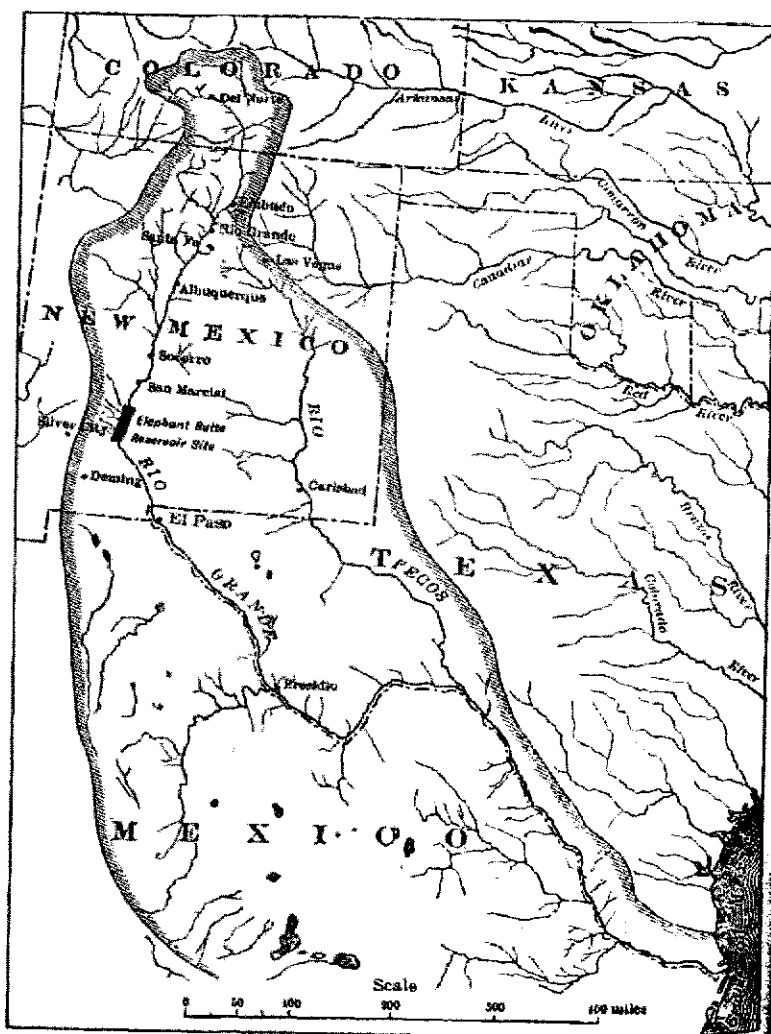 COLORADO
KANSAS
Del Norte
Arkansas
River
Cimarron
River
Embudo
Rio Grande
Santa Fe
Las Vegas
Canadian
River
OKLAHOMA
Albuquerque
NEW MEXICO
Socorro
San Marcial
Red
River
Silver City
Elephant Butte
Reservoir Site
RIO
Deming
RIO
Carlsbad
El Paso
Brazos
River
TEXAS
PECOS
GRANDE
Colorado
River
Presidio
MEXICO
Scale
0 50 100 200 300 400 miles